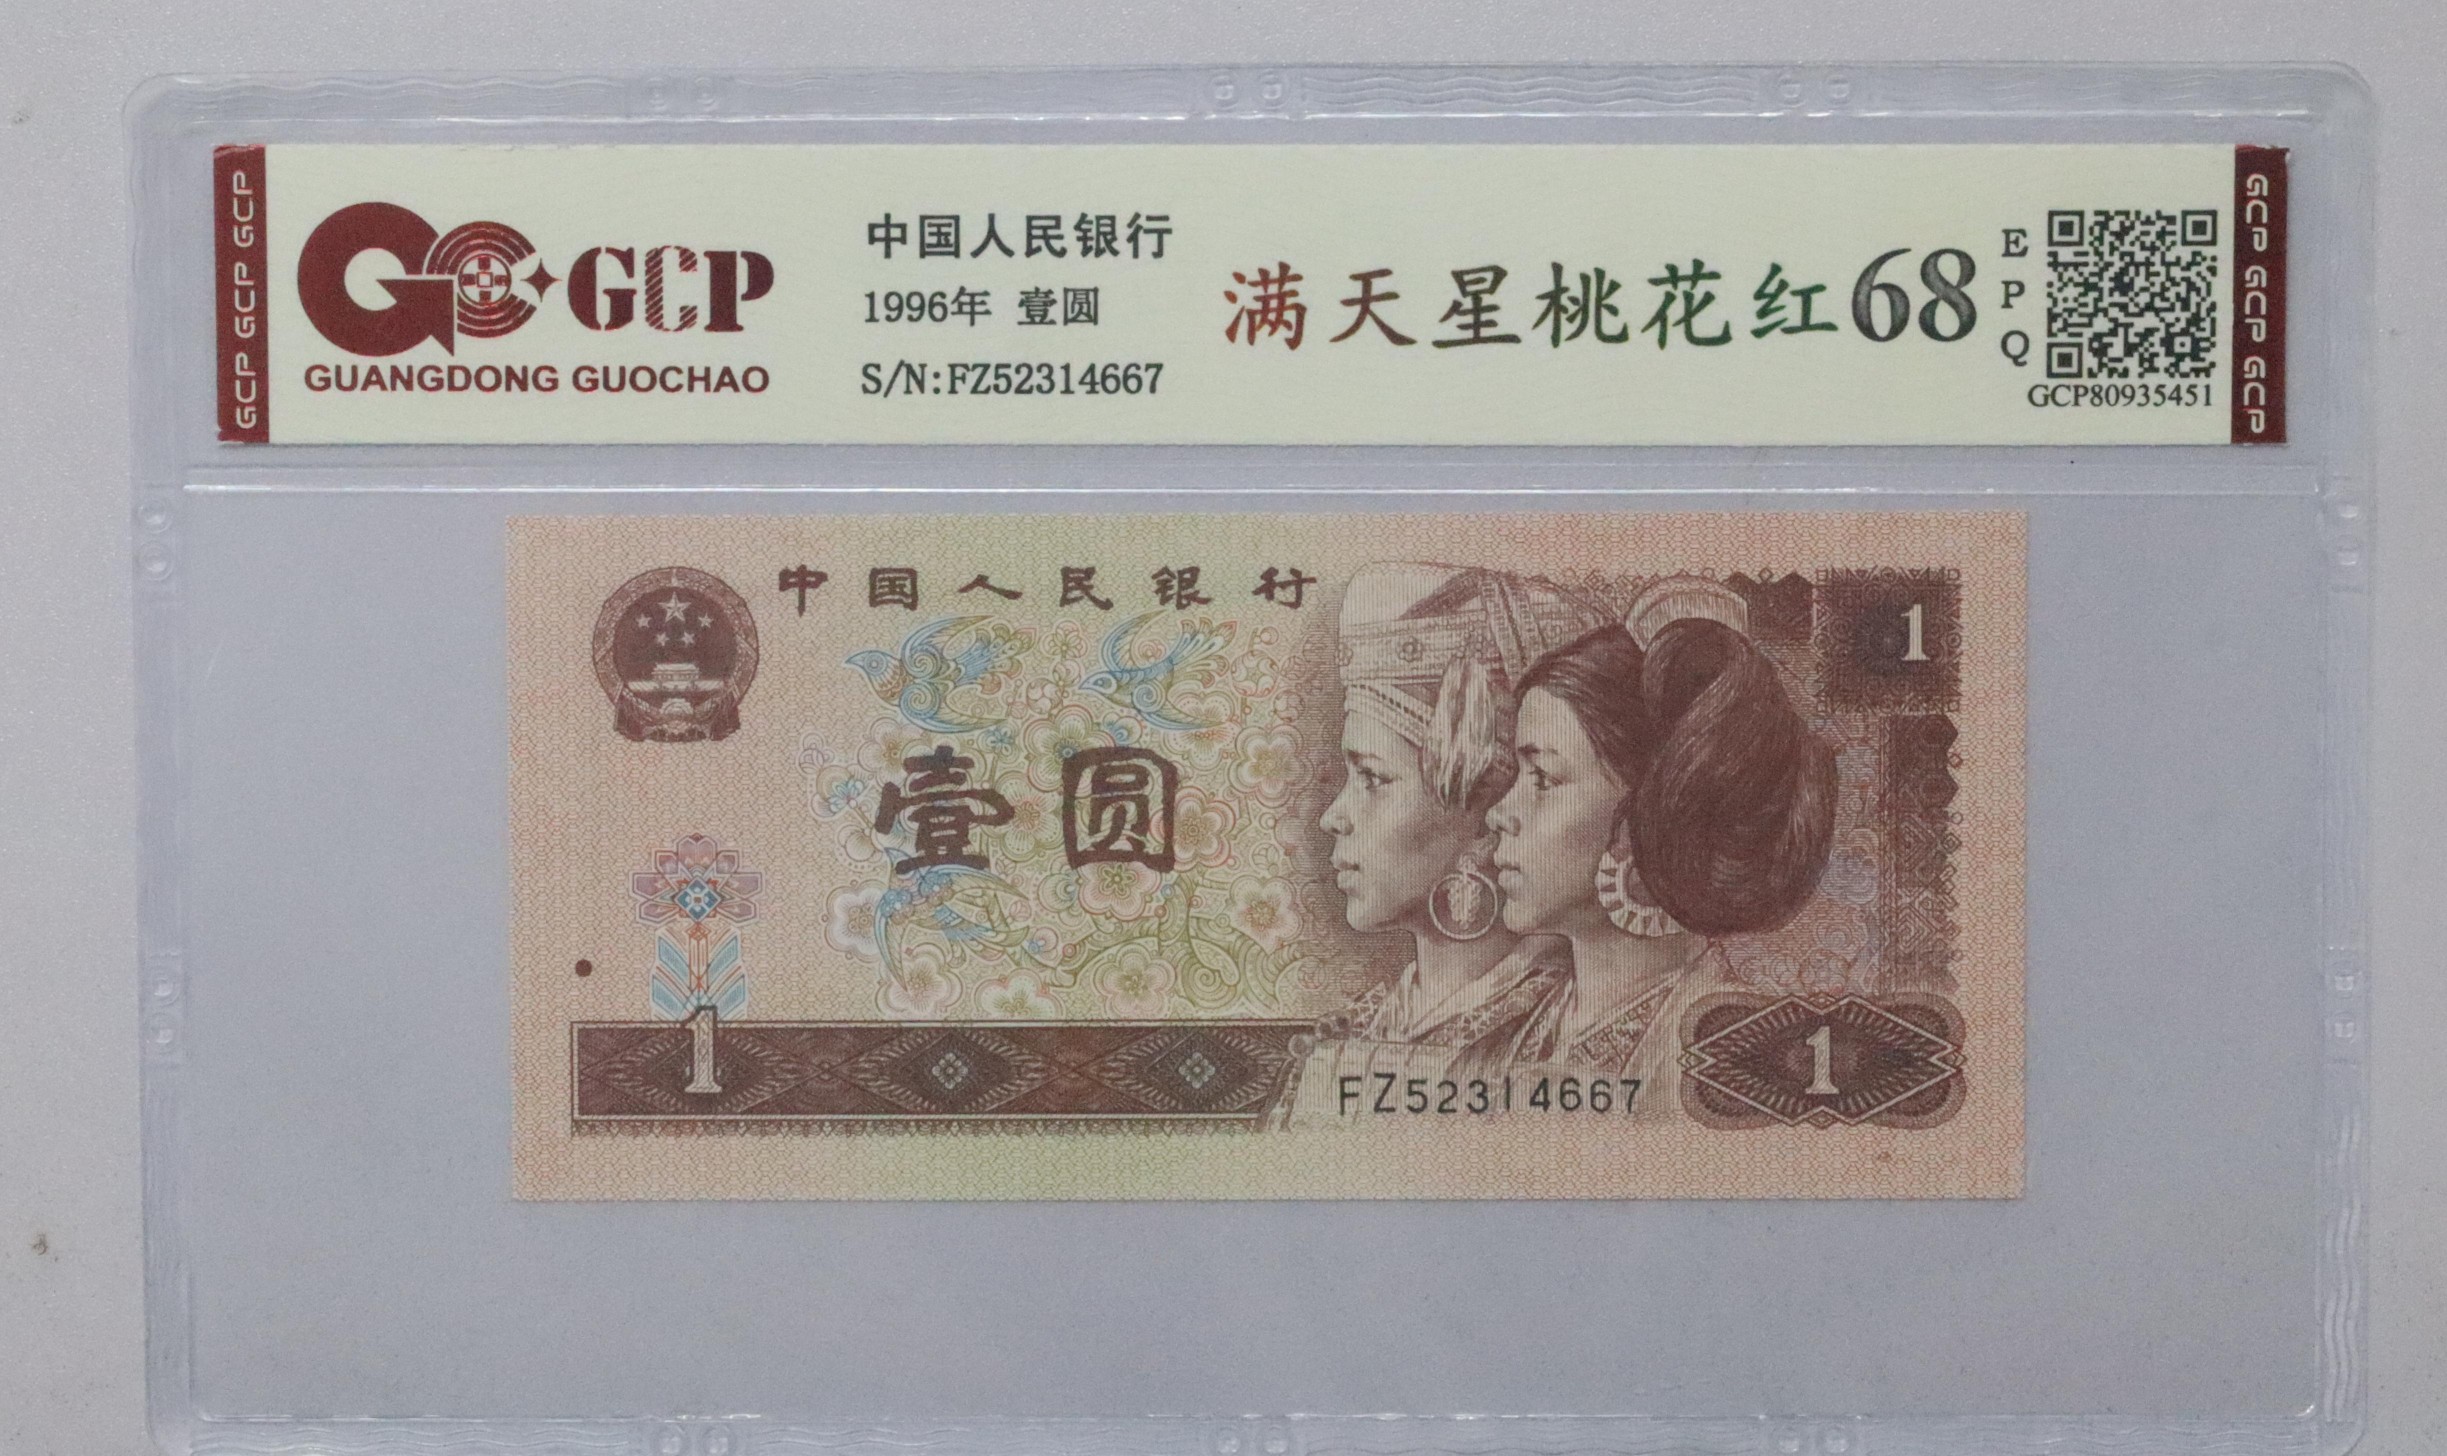 GCP GCP GCP
GCP
GUANGDONG GUOCHAO
中国人民银行
1996年 壹圆
S/N:FZ52314667
满天星桃花红
68
E
P
Q
GCP80935451
GCP GCP GCP
中国人民银行
1
壹圆
1
FZ52314667
1